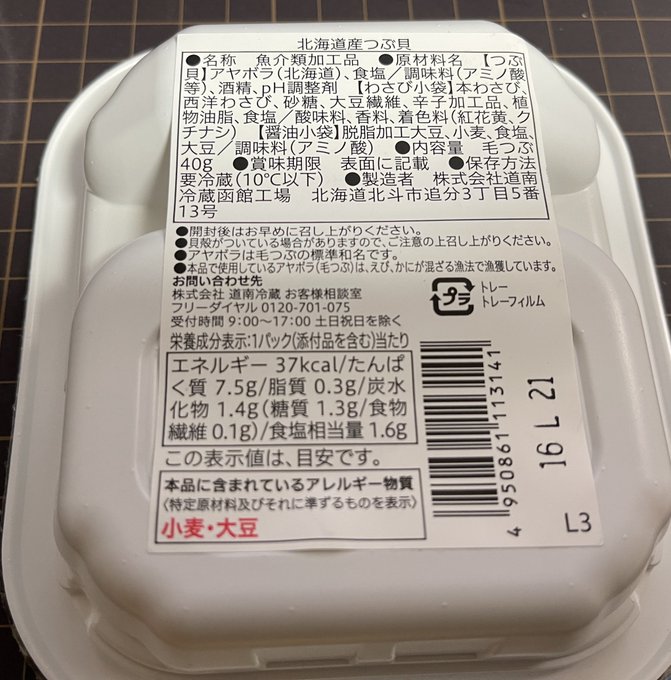 北海道産つぶ貝
●名称 魚介類加工品 ●原材料名 【つぶ
貝】アヤボラ(北海道)、食塩/調味料(アミノ酸
等)、酒精、pH調整剤 【わさび小袋】本わさび、
西洋わさび、砂糖、大豆繊維、辛子加工品、植
物油脂、食塩/酸味料、香料、着色料(紅花黄、ク
チナシ) 【醤油小袋】脱脂加工大豆、小麦、食塩、
大豆/調味料(アミノ酸) ●内容量 毛つぶ
40g ●賞味期限 表面に記載 ●保存方法
要冷蔵(10℃以下) ●製造者 株式会社道南
冷蔵函館工場 北海道北斗市追分3丁目5番
13号
●開封後はお早めに召し上がりください。
●貝殻がついている場合がありますので、ご注意の上召し上がりください。
●アヤボラは毛つぶの標準和名です。
●本品で使用しているアヤボラ(毛つぶ)は、えび、かにが混ざる漁法で漁獲しています。
お問い合わせ先
株式会社 道南冷蔵 お客様相談室
フリーダイヤル 0120-701-075
受付時間 9:00〜17:00 土日祝日を除く
プラ
トレー
トレーフィルム
栄養成分表示:1パック(添付品を含む)当たり
エネルギー 37kcal/たんぱ
く質 7.5g/脂質 0.3g/炭水
化物 1.4g(糖質 1.3g/食物
繊維 0.1g)/食塩相当量 1.6g
この表示値は、目安です。
本品に含まれているアレルギー物質
〈特定原材料及びそれに準ずるものを表示〉
小麦・大豆
4 950861 113141
16 L 21
L3